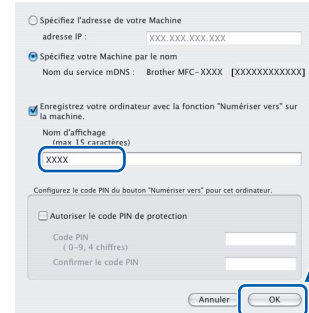 Spécifiez l'adresse de votre Machine
adresse IP : XXX.XXX.XXX.XXX
Spécifiez votre Machine par le nom
Nom du service mDNS : Brother MFC-XXXX [XXXXXXXXXXXX]
Enregistrez votre ordinateur avec la fonction "Numériser vers" sur
la machine.
Nom d'affichage
(max 15 caractères)
XXXX
Configurez le code PIN du bouton "Numériser vers" pour cet ordinateur.
Autoriser le code PIN de protection
Code PIN
( 0-9, 4 chiffres)
Confirmer le code PIN
Annuler OK